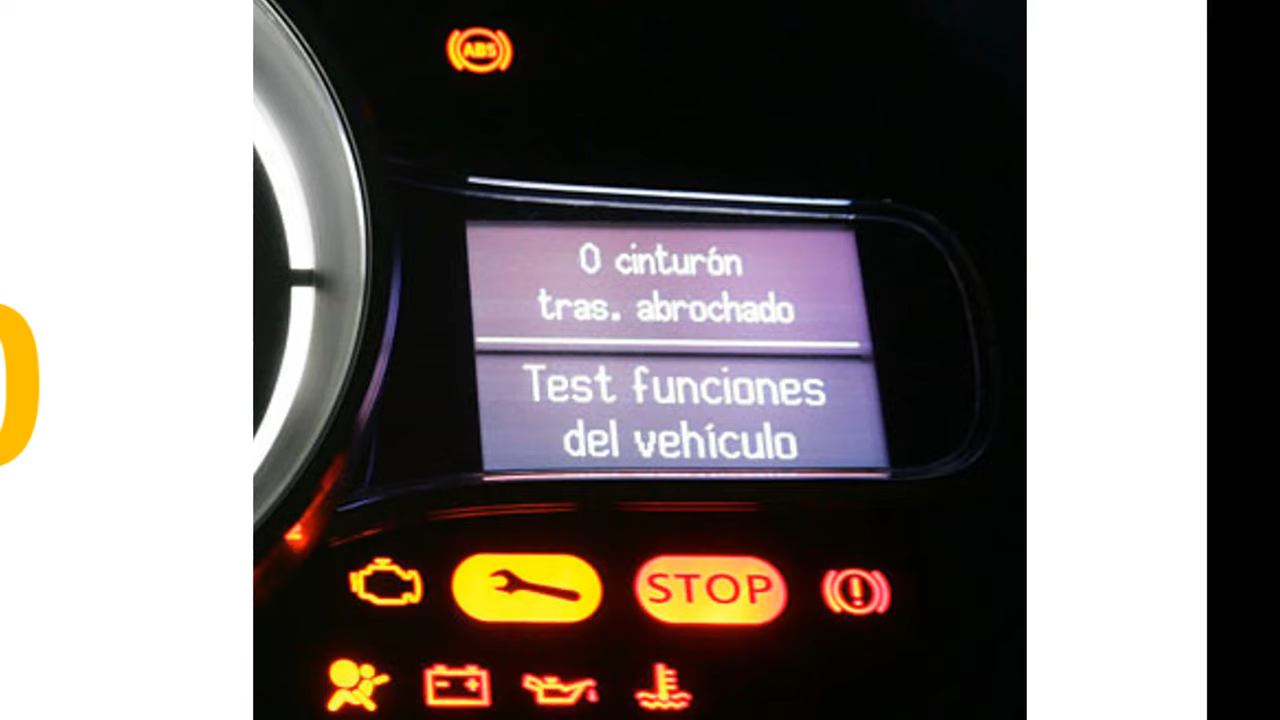 ABS
0 cinturón
tras. abrochado
Test funciones
del vehículo
STOP